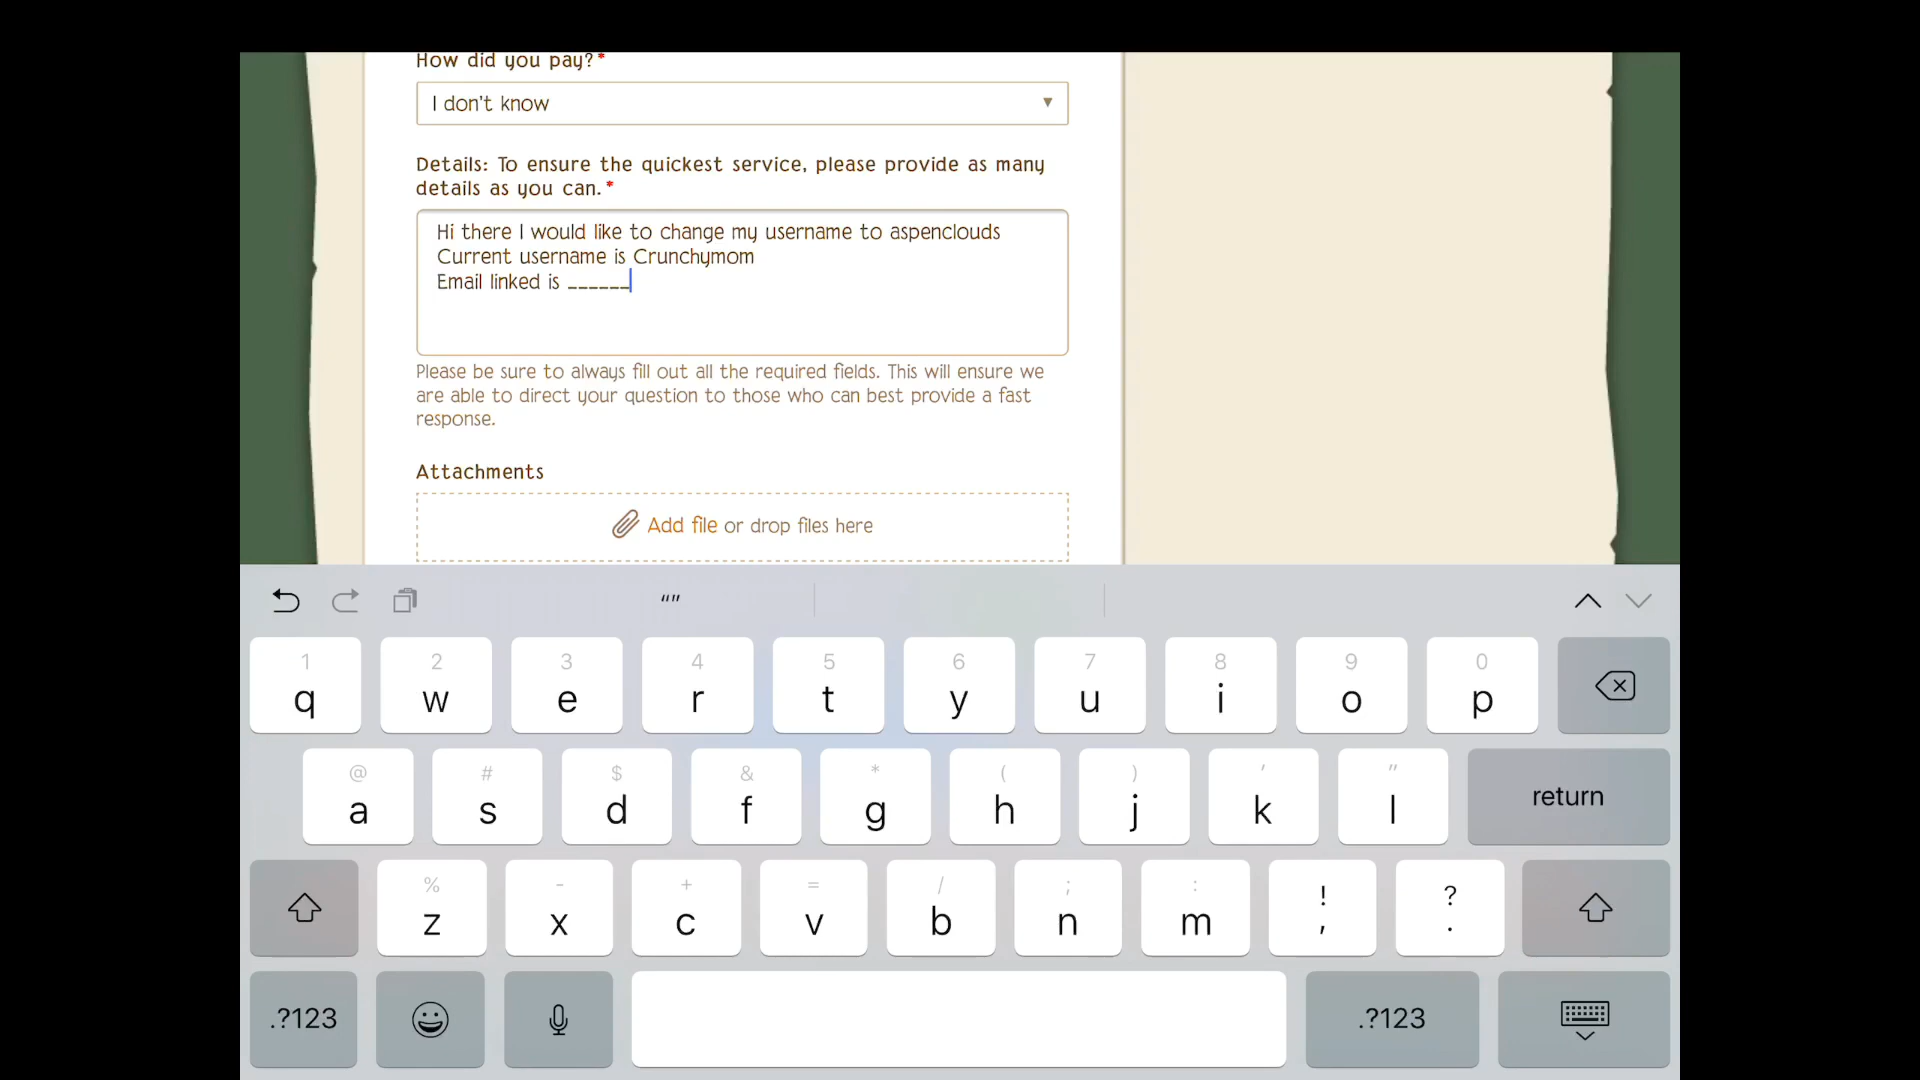 How did you pay?*
I don't know
Details: To ensure the quickest service, please provide as many
details as you can.*
Hi there I would like to change my username to aspenclouds
Current username is Crunchymom
Email linked is ______
Please be sure to always fill out all the required fields. This will ensure we
are able to direct your question to those who can best provide a fast
response.
Attachments
Add file or drop files here
“”
1 2 3 4 5 6 7 8 9 0
q w e r t y u i o p
@ # $ & * ( ) ' "
a s d f g h j k l return
% - + = / ; : ! ?
z x c v b n m , .
.?123 .?123